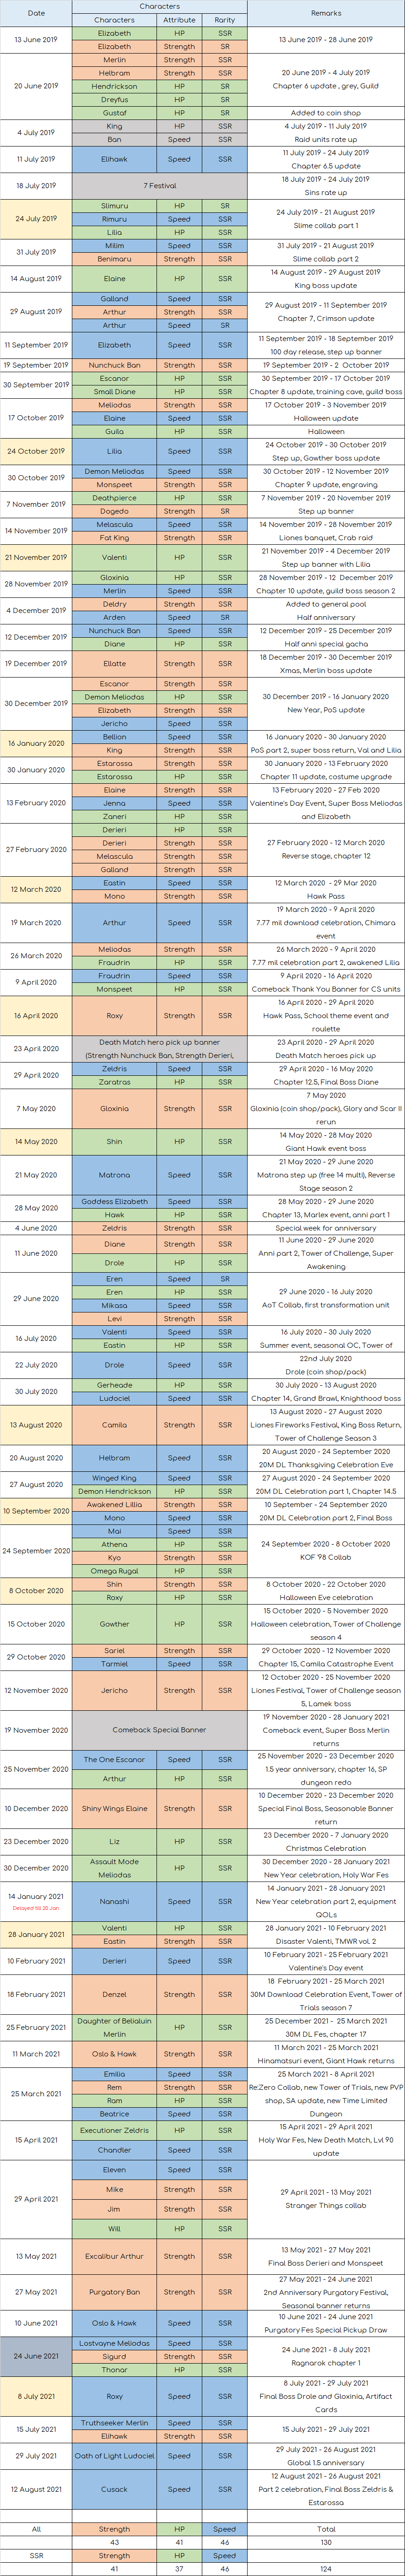 Date Characters Remarks
Characters Attribute Rarity
13 June 2019
Elizabeth HP SSR
Elizabeth Strength SR
13 June 2019 - 28 June 2019
20 June 2019
Merlin Strength SSR
Helbram Strength SR
Hendrickson HP SR
Dreyfus HP SR
Gustaf HP SR
20 June 2019 - 4 July 2019
Chapter 6 update , grey, Guild
Added to coin shop
4 July 2019
King HP SSR
Ban Speed SSR
4 July 2019 - 11 July 2019
Raid units rate up
11 July 2019
Elihawk Speed SSR
11 July 2019 - 24 July 2019
Chapter 6.5 update
18 July 2019
7 Festival
18 July 2019 - 24 July 2019
Sins rate up
24 July 2019
Slimuru HP SR
Rimuru Speed SSR
Lilia HP SSR
24 July 2019 - 21 August 2019
Slime collab part 1
31 July 2019
Milim Speed SSR
Benimaru Strength SSR
31 July 2019 - 21 August 2019
Slime collab part 2
14 August 2019
Elaine HP SSR
14 August 2019 - 29 August 2019
King boss update
29 August 2019
Galland Speed SSR
Arthur Strength SSR
Arthur Speed SR
29 August 2019 - 11 September 2019
Chapter 7, Crimson update
11 September 2019
Elizabeth Speed SSR
11 September 2019 - 18 September 2019
100 day release, step up banner
19 September 2019
Nunchuck Ban Strength SSR
19 September 2019 - 2 October 2019
30 September 2019
Escanor HP SSR
Small Diane HP SSR
30 September 2019 - 17 October 2019
Chapter 8 update, training cave, guild boss
17 October 2019
Meliodas Strength SSR
Elaine Speed SSR
Guila HP SSR
17 October 2019 - 3 November 2019
Halloween update
Halloween
24 October 2019
Lilia Speed SSR
24 October 2019 - 30 October 2019
Step up, Gowther boss update
30 October 2019
Demon Meliodas Speed SSR
Monspeet Strength SSR
30 October 2019 - 12 November 2019
Chapter 9 update, engraving
7 November 2019
Deathpierce HP SSR
Dogedo Strength SR
7 November 2019 - 20 November 2019
Step up banner
14 November 2019
Melascula Speed SSR
Fat King Strength SSR
14 November 2019 - 28 November 2019
Liones banquet, Crab raid
21 November 2019
Valenti HP SSR
21 November 2019 - 4 December 2019
Step up banner with Lilia
28 November 2019
Gloxinia HP SSR
Merlin Speed SSR
28 November 2019 - 12 December 2019
Chapter 10 update, guild boss season 2
4 December 2019
Deldry Strength SSR
Arden Speed SR
Added to general pool
Half anniversary
12 December 2019
Nunchuck Ban Speed SSR
Diane HP SSR
12 December 2019 - 25 December 2019
Half anni special gacha
19 December 2019
Ellatte Strength SSR
18 December 2019 - 30 December 2019
Xmas, Merlin boss update
30 December 2019
Escanor Strength SSR
Demon Meliodas HP SSR
Elizabeth Strength SSR
Jericho Speed SSR
30 December 2019 - 16 January 2020
New Year, PoS update
16 January 2020
Bellion Speed SSR
King Strength SSR
16 January 2020 - 30 January 2020
PoS part 2, super boss return, Val and Lilia
30 January 2020
Estarossa Strength SSR
Estarossa HP SSR
30 January 2020 - 13 February 2020
Chapter 11 update, costume upgrade
13 February 2020
Elaine Strength SSR
Jenna Speed SSR
Zaneri HP SSR
13 February 2020 - 27 Feb 2020
Valentine's Day Event, Super Boss Meliodas
and Elizabeth
27 February 2020
Derieri HP SSR
Derieri Strength SSR
Melascula Strength SSR
Galland Strength SSR
27 February 2020 - 12 March 2020
Reverse stage, chapter 12
12 March 2020
Eastin Speed SSR
Mono Strength SSR
12 March 2020 - 29 Mar 2020
Hawk Pass
19 March 2020
Arthur Speed SSR
19 March 2020 - 9 April 2020
7.77 mil download celebration, Chimara
event
26 March 2020
Meliodas Strength SSR
Fraudrin HP SSR
26 March 2020 - 9 April 2020
7.77 mil celebration part 2, awakened Lilia
9 April 2020
Fraudrin Speed SSR
Monspeet HP SSR
9 April 2020 - 16 April 2020
Comeback Thank You Banner for CS units
16 April 2020
Roxy Strength SSR
16 April 2020 - 29 April 2020
Hawk Pass, School theme event and
roulette
23 April 2020
Death Match hero pick up banner
(Strength Nunchuck Ban, Strength Derieri,
23 April 2020 - 29 April 2020
Death Match heroes pick up
29 April 2020
Zeldris Speed SSR
Zaratras HP SSR
29 April 2020 - 16 May 2020
Chapter 12.5, Final Boss Diane
7 May 2020
Gloxinia Strength SSR
7 May 2020
Gloxinia (coin shop/pack), Glory and Scar II
rerun
14 May 2020
Shin HP SSR
14 May 2020 - 28 May 2020
Giant Hawk event boss
21 May 2020
Matrona Speed SSR
21 May 2020 - 29 June 2020
Matrona step up (free 14 multi), Reverse
Stage season 2
28 May 2020
Goddess Elizabeth Speed SSR
Hawk HP SSR
28 May 2020 - 29 June 2020
Chapter 13, Marlex event, anni part 1
4 June 2020
Zeldris Strength SSR
Special week for anniversary
11 June 2020
Diane Strength SSR
Drole HP SSR
11 June 2020 - 29 June 2020
Anni part 2, Tower of Challenge, Super
Awakening
29 June 2020
Eren Speed SR
Eren HP SSR
Mikasa Speed SSR
Levi Strength SSR
29 June 2020 - 16 July 2020
AoT Collab, first transformation unit
16 July 2020
Valenti Speed SSR
Eastin HP SSR
16 July 2020 - 30 July 2020
Summer event, seasonal OC, Tower of
22 July 2020
Drole Speed SSR
22nd July 2020
Drole (coin shop/pack)
30 July 2020
Gerheade HP SSR
Ludociel Speed SSR
30 July 2020 - 13 August 2020
Chapter 14, Grand Brawl, Knighthood boss
13 August 2020
Camila Strength SSR
13 August 2020 - 27 August 2020
Liones Fireworks Festival, King Boss Return,
Tower of Challenge Season 3
20 August 2020
Helbram Speed SSR
20 August 2020 - 24 September 2020
20M DL Thanksgiving Celebration Eve
27 August 2020
Winged King Speed SSR
Demon Hendrickson HP SSR
27 August 2020 - 24 September 2020
20M DL Celebration part 1, Chapter 14.5
10 September 2020
Awakened Lillia Strength SSR
Mono Speed SSR
10 September - 24 September 2020
20M DL Celebration part 2, Final Boss
24 September 2020
Mai Speed SSR
Athena HP SSR
Kyo Strength SSR
Omega Rugal HP SSR
24 September 2020 - 8 October 2020
KOF '98 Collab
8 October 2020
Shin Strength SSR
Roxy HP SSR
8 October 2020 - 22 October 2020
Halloween Eve celebration
15 October 2020
Gowther HP SSR
15 October 2020 - 5 November 2020
Halloween celebration, Tower of Challenge
season 4
29 October 2020
Sariel Strength SSR
Tarmiel Speed SSR
29 October 2020 - 12 November 2020
Chapter 15, Camila Catastrophe Event
12 November 2020
Jericho Strength SSR
12 October 2020 - 25 November 2020
Liones Festival, Tower of Challenge season
5, Lamek boss
19 November 2020
Comeback Special Banner
19 November 2020 - 28 January 2021
Comeback event, Super Boss Merlin
returns
25 November 2020
The One Escanor Speed SSR
Arthur HP SSR
25 November 2020 - 23 December 2020
1.5 year anniversary, chapter 16, SP
dungeon redo
10 December 2020
Shiny Wings Elaine Strength SSR
10 December 2020 - 23 December 2020
Special Final Boss, Seasonable Banner
return
23 December 2020
Liz HP SSR
23 December 2020 - 7 January 2020
Christmas Celebration
30 December 2020
Assault Mode
Meliodas HP SSR
30 December 2020 - 28 January 2021
New Year celebration, Holy War Fes
14 January 2021
Delayed till 20 Jan
Nanashi Speed SSR
14 January 2021 - 28 January 2021
New Year celebration part 2, equipment
QOLs
28 January 2021
Valenti HP SSR
Eastin Strength SSR
28 January 2021 - 10 February 2021
Disaster Valenti, TMWR vol. 2
10 February 2021
Derieri Speed SSR
10 February 2021 - 25 February 2021
Valentine's Day event
18 February 2021
Denzel Strength SSR
18 February 2021 - 25 March 2021
30M Download Celebration Event, Tower of
Trials season 7
25 February 2021
Daughter of Belialuin
Merlin HP SSR
25 December 2021 - 25 March 2021
30M DL Fes, chapter 17
11 March 2021
Oslo & Hawk Strength SSR
11 March 2021 - 25 March 2021
Hinamatsuri event, Giant Hawk returns
25 March 2021
Emilia Speed SSR
Rem Strength SSR
Ram HP SSR
Beatrice Speed SSR
25 March 2021 - 8 April 2021
Re:Zero Collab, new Tower of Trials, new PVP
shop, SA update, new Time Limited
Dungeon
15 April 2021
Executioner Zeldris HP SSR
Chandler Speed SSR
15 April 2021 - 29 April 2021
Holy War Fes, New Death Match, Lvl 90
update
29 April 2021
Eleven Speed SSR
Mike Strength SSR
Jim Strength SSR
Will HP SSR
29 April 2021 - 13 May 2021
Stranger Things collab
13 May 2021
Excalibur Arthur Strength SSR
13 May 2021 - 27 May 2021
Final Boss Derieri and Monspeet
27 May 2021
Purgatory Ban Strength SSR
27 May 2021 - 24 June 2021
2nd Anniversary Purgatory Festival,
Seasonal banner returns
10 June 2021
Oslo & Hawk Speed SSR
10 June 2021 - 24 June 2021
Purgatory Fes Special Pickup Draw
24 June 2021
Lostvayne Meliodas Speed SSR
Sigurd Strength SSR
Thonar HP SSR
24 June 2021 - 8 July 2021
Ragnarok chapter 1
8 July 2021
Roxy Speed SSR
8 July 2021 - 29 July 2021
Final Boss Drole and Gloxinia, Artifact
Cards
15 July 2021
Truthseeker Merlin Speed SSR
Elihawk Strength SSR
15 July 2021 - 29 July 2021
29 July 2021
Oath of Light Ludociel Speed SSR
29 July 2021 - 26 August 2021
Global 1.5 anniversary
12 August 2021
Cusack Speed SSR
12 August 2021 - 26 August 2021
Part 2 celebration, Final Boss Zeldris &
Estarossa
All Strength HP Speed Total
43 41 46 130
SSR Strength HP Speed
41 37 46 124